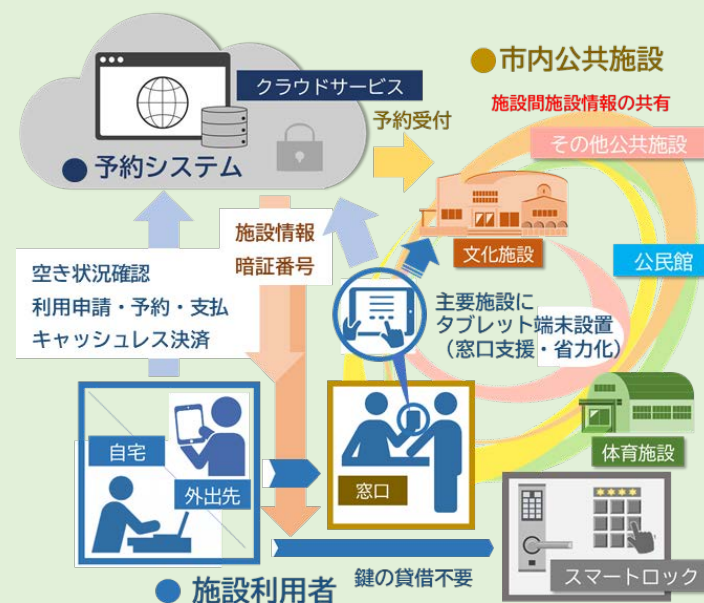 ●市内公共施設
クラウドサービス
施設間施設情報の共有
予約受付
その他公共施設
●予約システム
施設情報
暗証番号
文化施設
公民館
空き状況確認
利用申請・予約・支払
キャッシュレス決済
主要施設に
タブレット端末設置
（窓口支援・省力化）
自宅
外出先
窓口
体育施設
****
スマートロック
鍵の貸借不要
●施設利用者